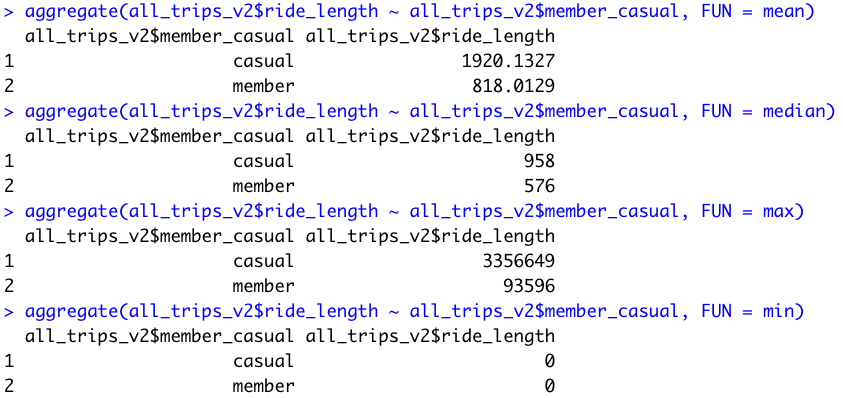 > aggregate(all_trips_v2$ride_length ~ all_trips_v2$member_casual, FUN = mean)
  all_trips_v2$member_casual all_trips_v2$ride_length
1                     casual                1920.1327
2                     member                 818.0129
> aggregate(all_trips_v2$ride_length ~ all_trips_v2$member_casual, FUN = median)
  all_trips_v2$member_casual all_trips_v2$ride_length
1                     casual                      958
2                     member                      576
> aggregate(all_trips_v2$ride_length ~ all_trips_v2$member_casual, FUN = max)
  all_trips_v2$member_casual all_trips_v2$ride_length
1                     casual                  3356649
2                     member                    93596
> aggregate(all_trips_v2$ride_length ~ all_trips_v2$member_casual, FUN = min)
  all_trips_v2$member_casual all_trips_v2$ride_length
1                     casual                        0
2                     member                        0